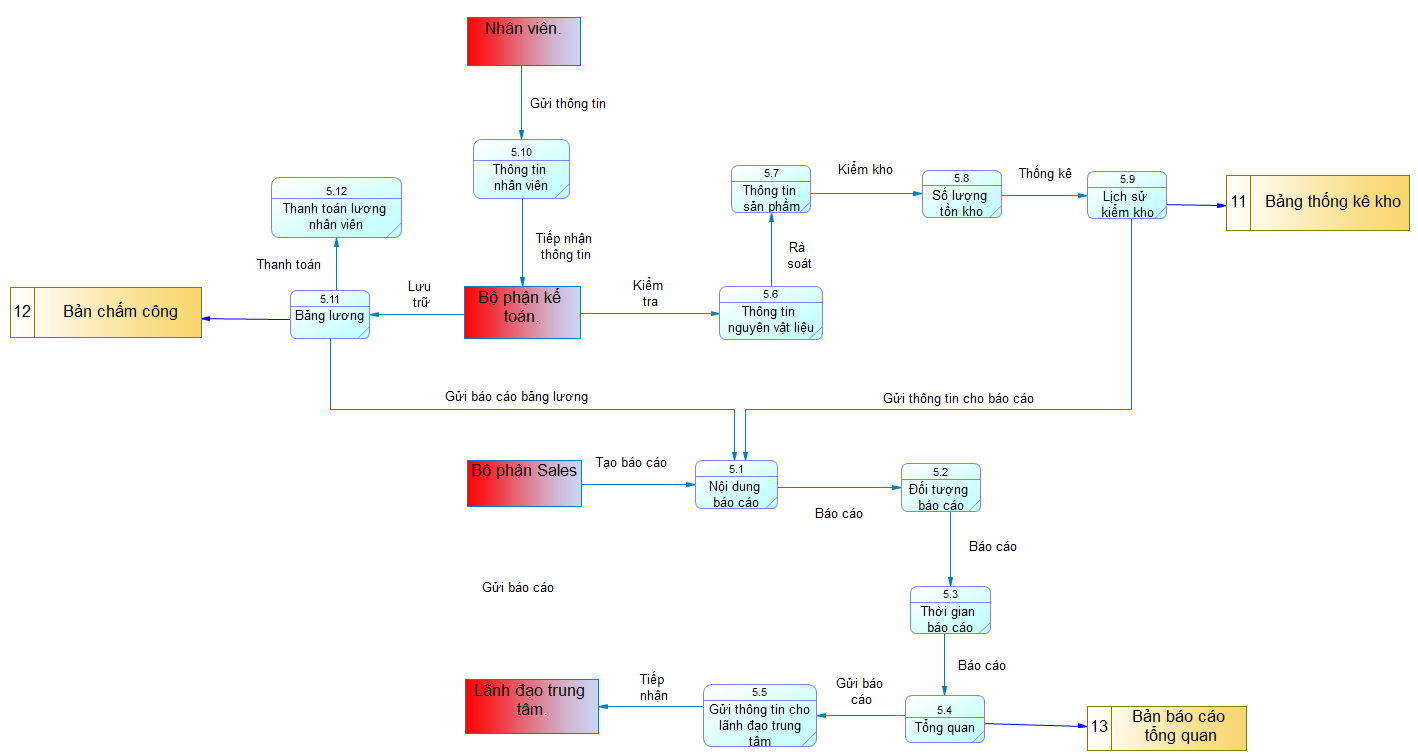 Nhân viên.
Gửi thông tin
5.10
Thông tin
nhân viên
5.12
Thanh toán lương
nhân viên
5.7
Thông tin
sản phẩm
Kiểm kho
5.8
Số lượng
tồn kho
Thống kê
5.9
Lịch sử
kiểm kho
11
Bảng thống kê kho
Tiếp nhận
thông tin
Rà
soát
Thanh toán
12
Bản chấm công
5.11
Bảng lương
Lưu
trữ
Bộ phận kế
toán.
Kiểm
tra
5.6
Thông tin
nguyên vật liệu
Gửi báo cáo bảng lương
Gửi thông tin cho báo cáo
Bộ phận Sales
Tạo báo cáo
5.1
Nội dung
báo cáo
Báo cáo
5.2
Đối tượng
báo cáo
Báo cáo
Gửi báo cáo
5.3
Thời gian
báo cáo
Báo cáo
Lãnh đạo trung
tâm.
Tiếp
nhận
5.5
Gửi thông tin cho
lãnh đạo trung
tâm
Gửi báo
cáo
5.4
Tổng quan
13
Bản báo cáo
tổng quan